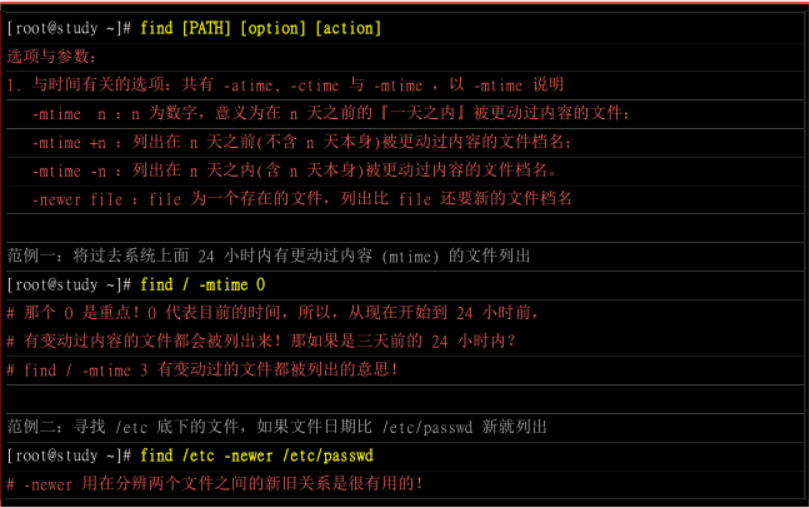 [root@study ~]# find [PATH] [option] [action]
选项与参数：
1. 与时间有关的选项：共有 -atime, -ctime 与 -mtime ，以 -mtime 说明
-mtime n ：n 为数字，意义为在 n 天之前的『一天之内』被更动过内容的文件；
-mtime +n ：列出在 n 天之前(不含 n 天本身)被更动过内容的文件档名；
-mtime -n ：列出在 n 天之内(含 n 天本身)被更动过内容的文件档名。
-newer file ：file 为一个存在的文件，列出比 file 还要新的文件档名
范例一：将过去系统上面 24 小时内有更动过内容 (mtime) 的文件列出
[root@study ~]# find / -mtime 0
# 那个 0 是重点！0 代表目前的时间，所以，从现在开始到 24 小时前，
# 有变动过内容的文件都会被列出来！那如果是三天前的 24 小时内？
# find / -mtime 3 有变动过的文件都被列出的意思！
范例二：寻找 /etc 底下的文件，如果文件日期比 /etc/passwd 新就列出
[root@study ~]# find /etc -newer /etc/passwd
# -newer 用在分辨两个文件之间的新旧关系是很有用的！